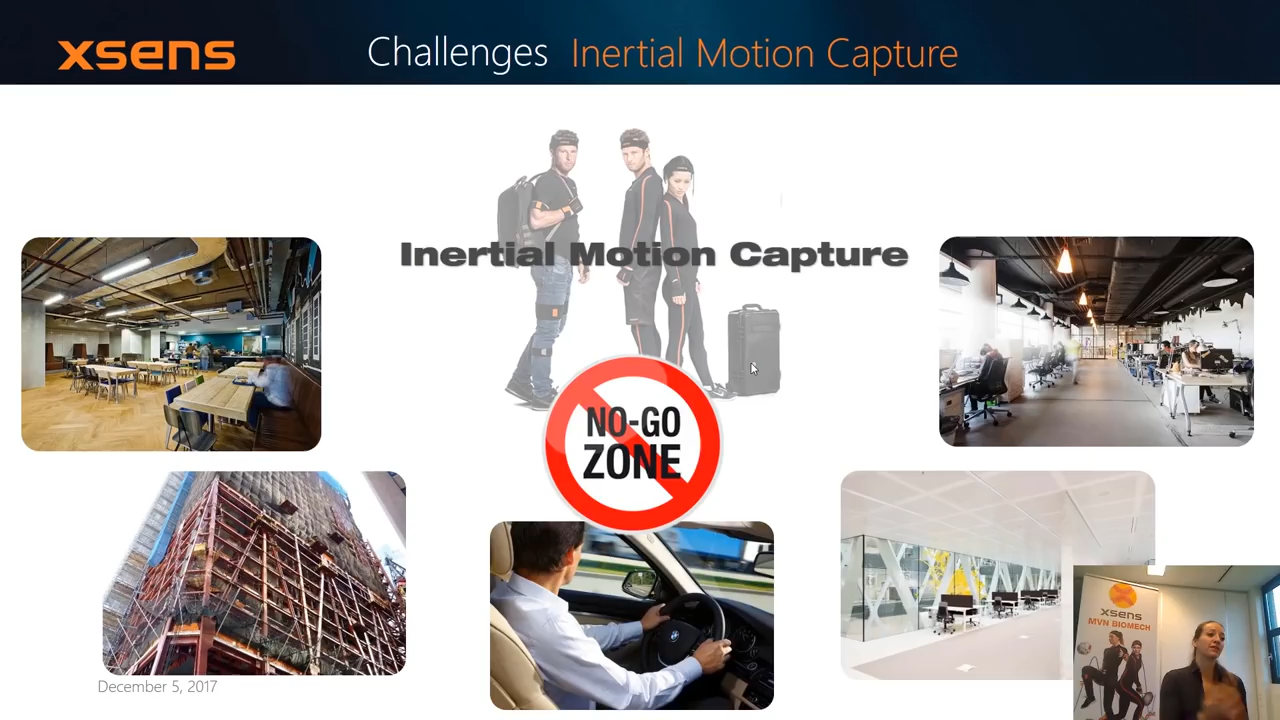 xsens
Challenges Inertial Motion Capture
Inertial Motion Capture
NO-GO
ZONE
December 5, 2017
xsens
MVN BIOMECH